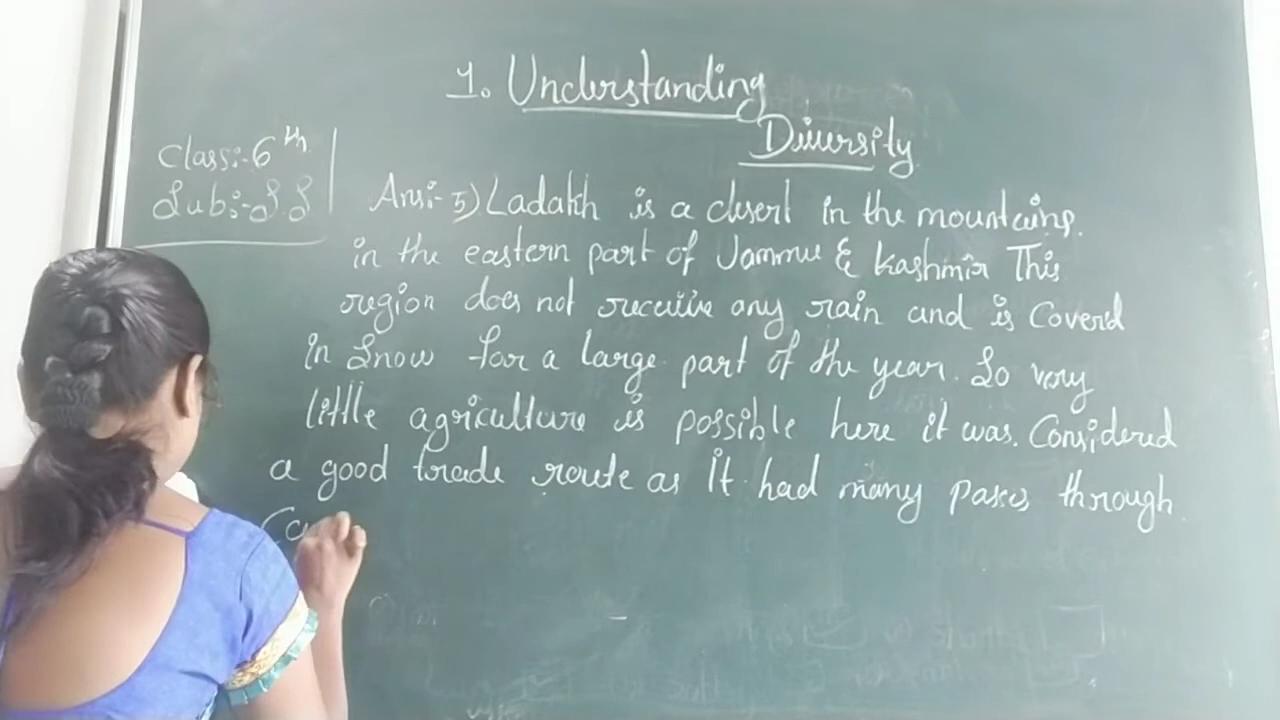 1. Understanding
Diversity
Class:- 6th
Sub:- S.S
Ans:- 5) Ladakh is a desert in the mountains.
in the eastern part of Jammu & Kashmir This
region does not receive any rain and is Coverd
in Snow for a large part of the year. So very
little agriculture is possible here it was. Considered
a good trade route as It had many passes through.
Ca